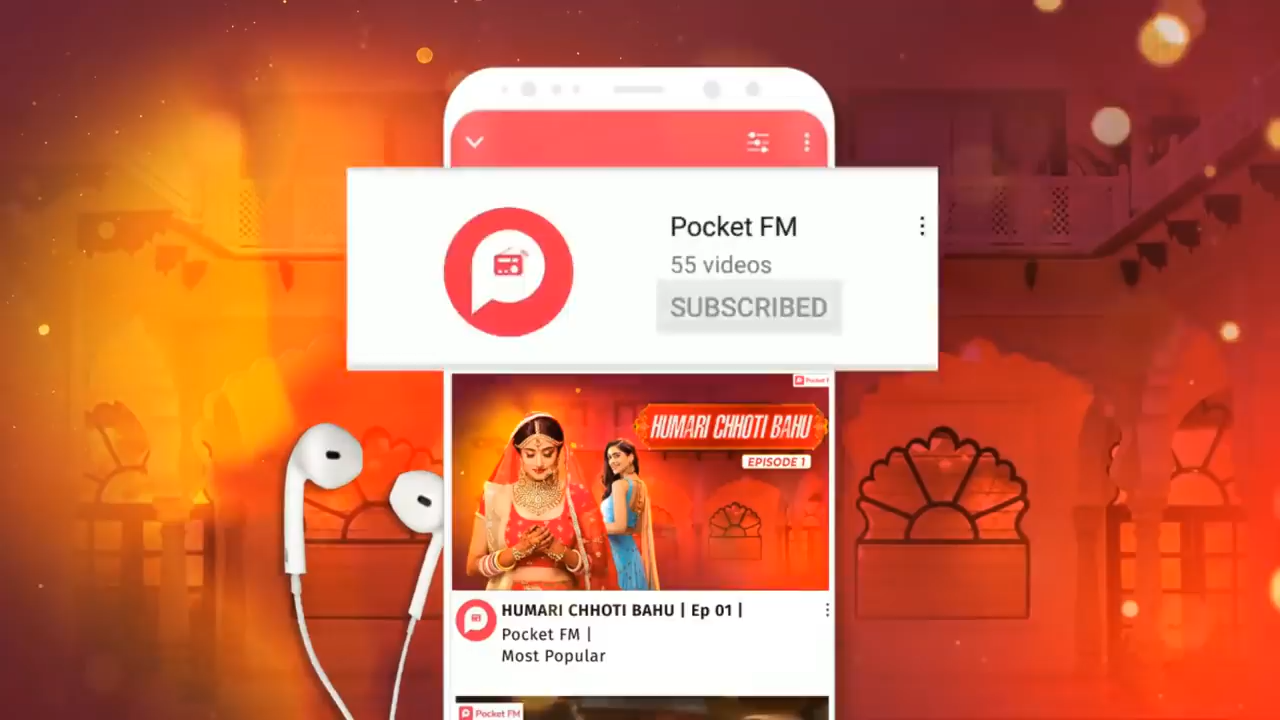 Pocket FM
55 videos
SUBSCRIBED
Pocket F
HUMARI CHHOTI BAHU
EPISODE 1
HUMARI CHHOTI BAHU | Ep 01 |
Pocket FM |
Most Popular
Pocket FM